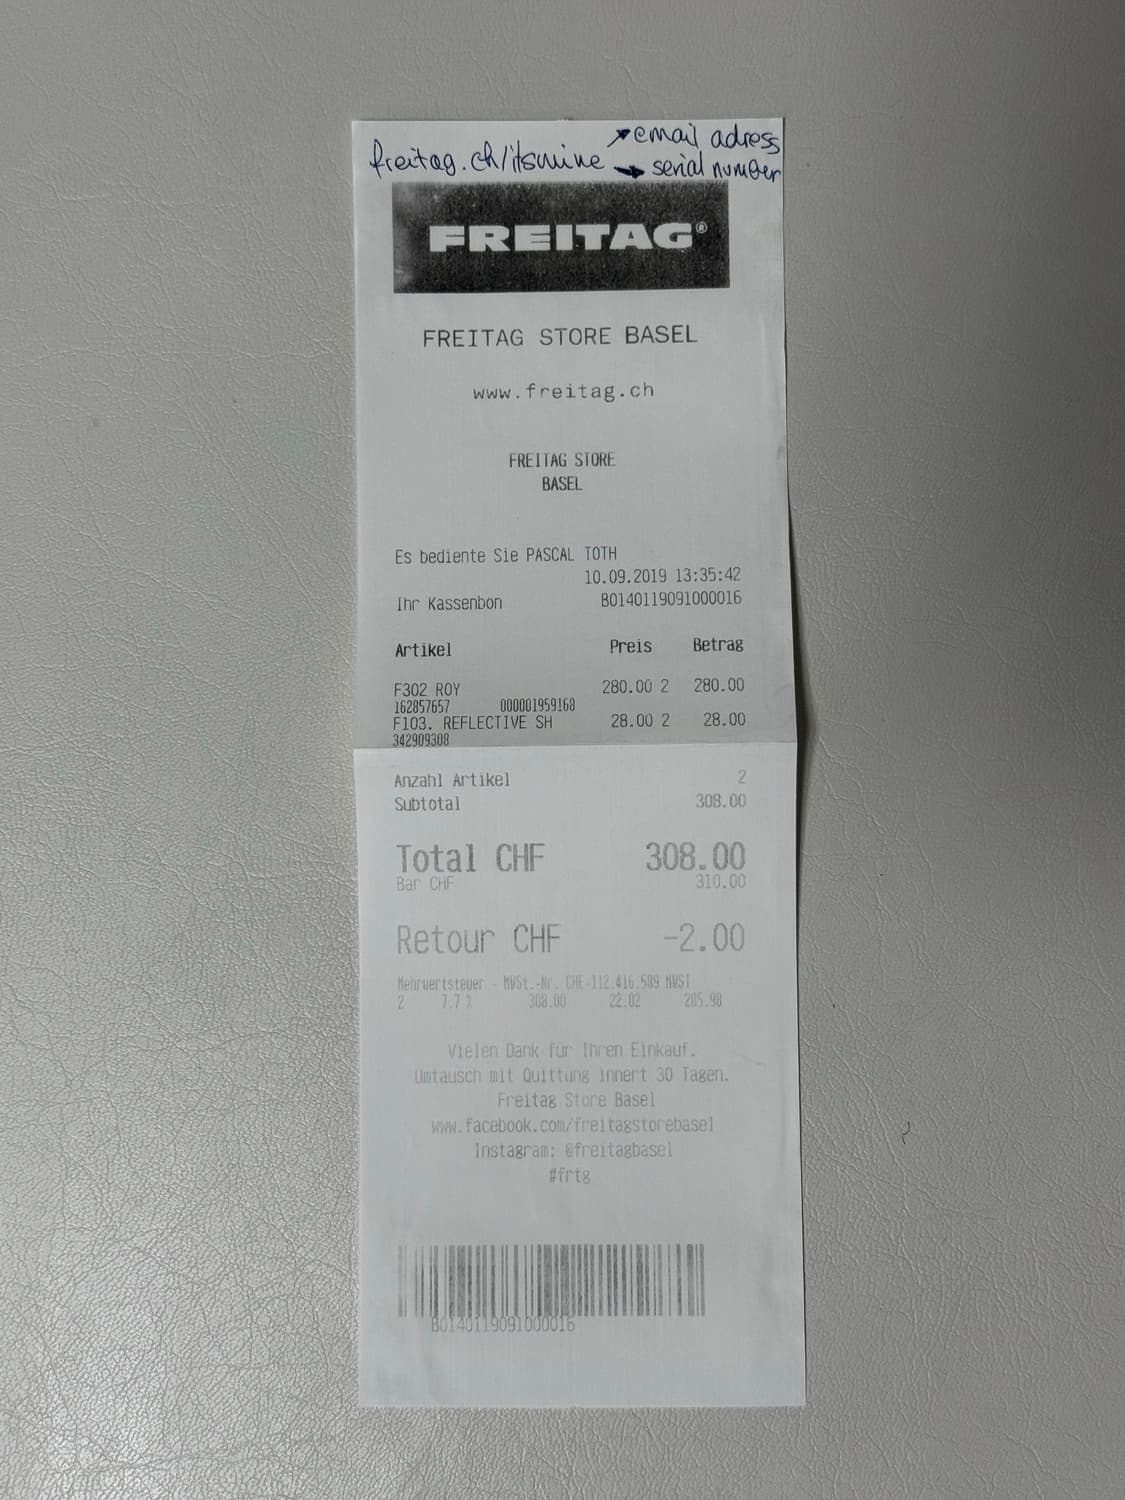 freitag.ch/itsmine ↗ email adress
→ serial number
FREITAG®
FREITAG STORE BASEL
www.freitag.ch
FREITAG STORE
BASEL
Es bediente Sie PASCAL TOTH
10.09.2019 13:35:42
Ihr Kassenbon B0140119091000016
Artikel Preis Betrag
F302 ROY 280.00 2 280.00
162857657 000001959168
F103. REFLECTIVE SH 28.00 2 28.00
342909308
Anzahl Artikel 2
Subtotal 308.00
Total CHF 308.00
Bar CHF 310.00
Retour CHF -2.00
Mehrwertsteuer - MWSt.-Nr. CHE-112.416.589 MWST
2 7.7 % 308.00 22.02 285.98
Vielen Dank für Ihren Einkauf.
Umtausch mit Quittung innert 30 Tagen.
Freitag Store Basel
www.facebook.com/freitagstorebasel
Instagram: @freitagbasel
#frtg
B0140119091000016